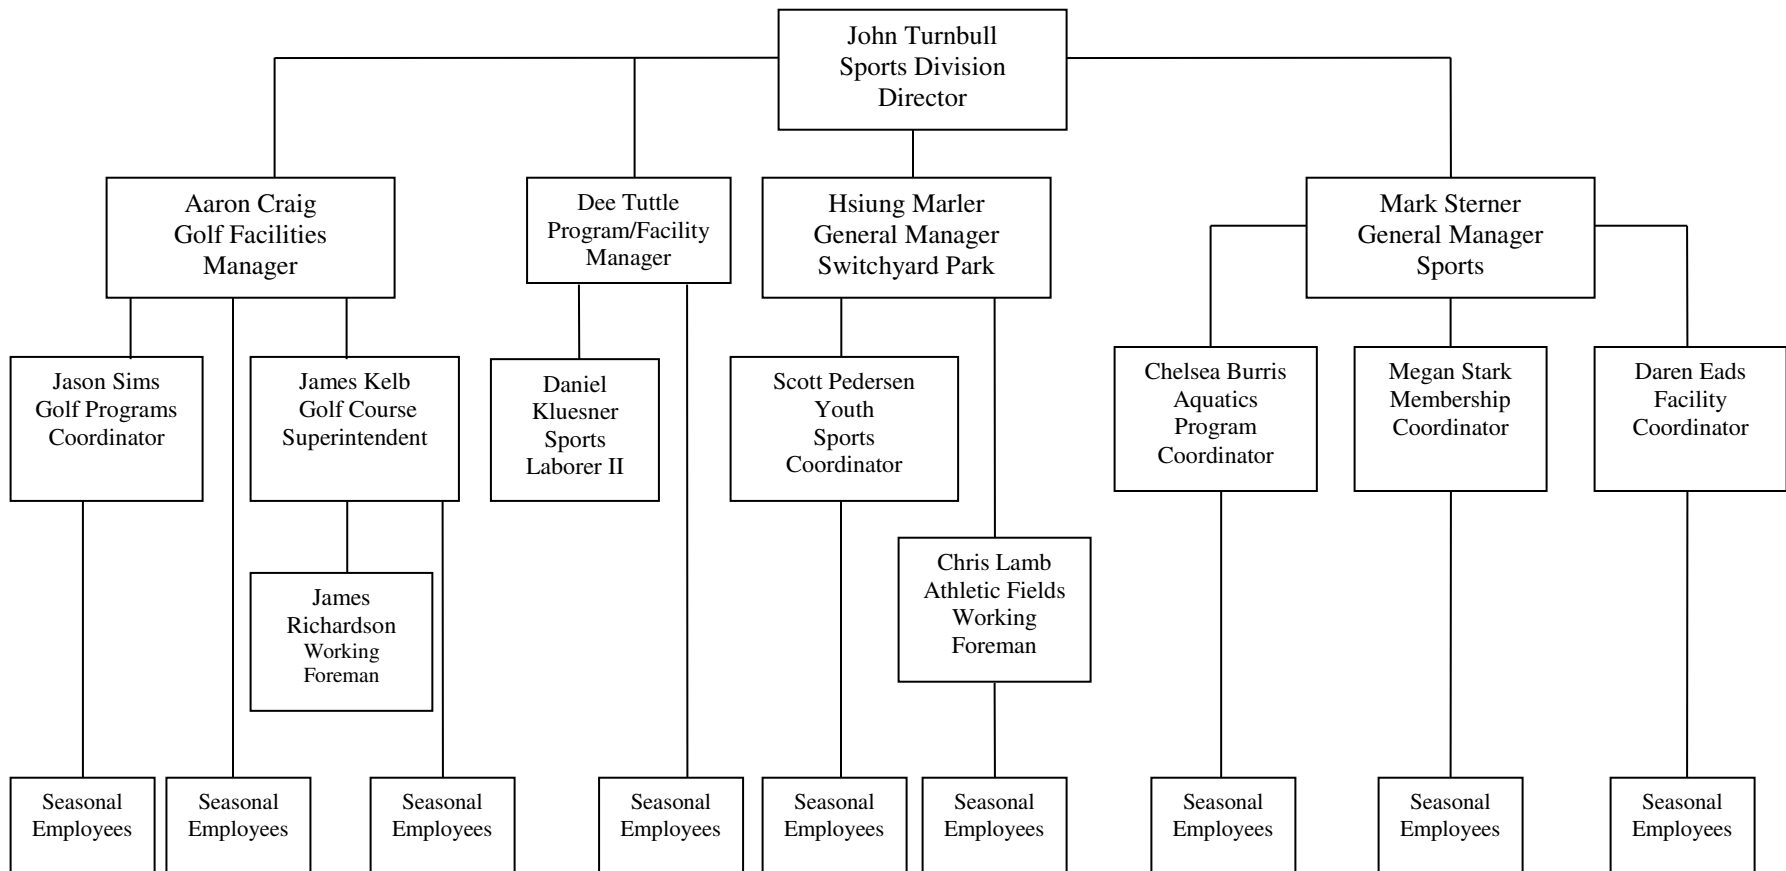 John Turnbull
Sports Division
Director
Aaron Craig
Golf Facilities
Manager
Dee Tuttle
Program/Facility
Manager
Hsiung Marler
General Manager
Switchyard Park
Mark Sterner
General Manager
Sports
Jason Sims
Golf Programs
Coordinator
James Kelb
Golf Course
Superintendent
Daniel
Kluesner
Sports
Laborer II
Scott Pedersen
Youth
Sports
Coordinator
Chelsea Burris
Aquatics
Program
Coordinator
Megan Stark
Membership
Coordinator
Daren Eads
Facility
Coordinator
James
Richardson
Working
Foreman
Chris Lamb
Athletic Fields
Working
Foreman
Seasonal
Employees
Seasonal
Employees
Seasonal
Employees
Seasonal
Employees
Seasonal
Employees
Seasonal
Employees
Seasonal
Employees
Seasonal
Employees
Seasonal
Employees